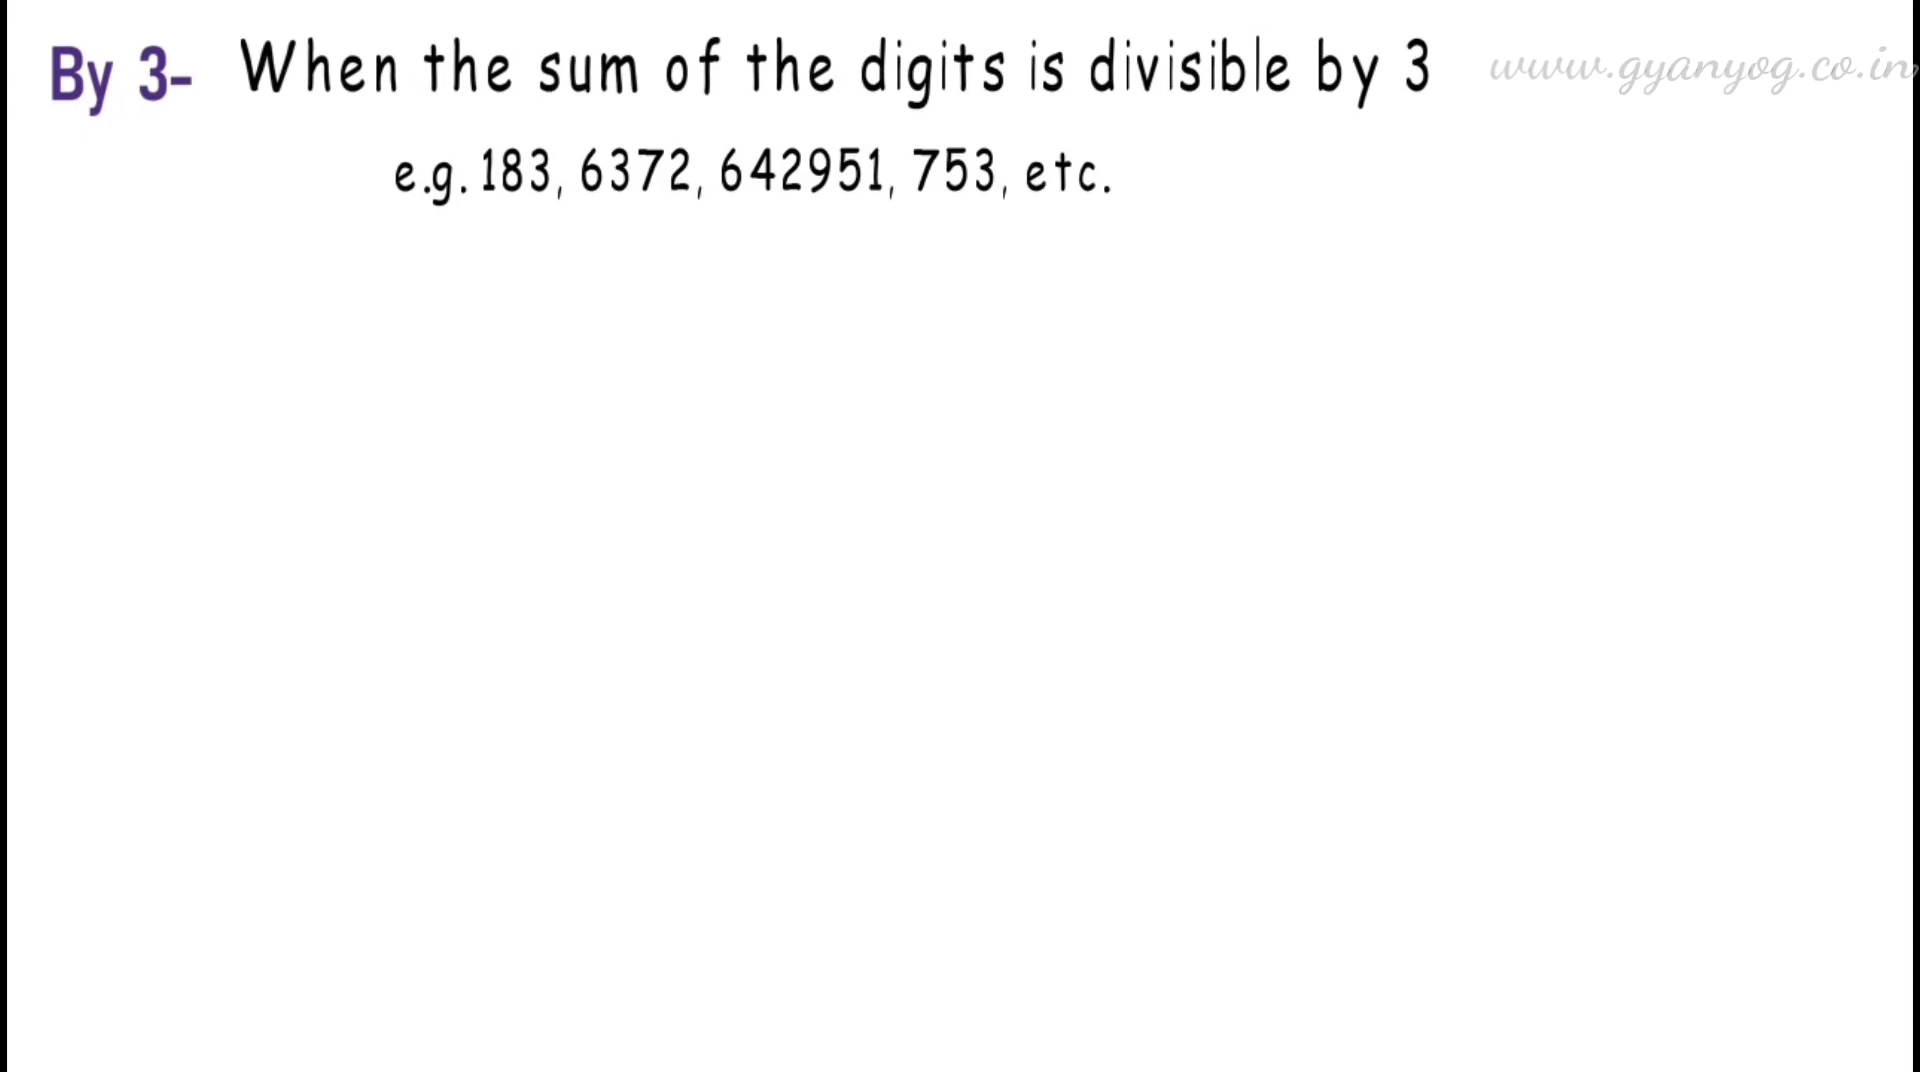 By 3- When the sum of the digits is divisible by 3 www.gyanyog.co.in
e.g. 183, 6372, 642951, 753, etc.